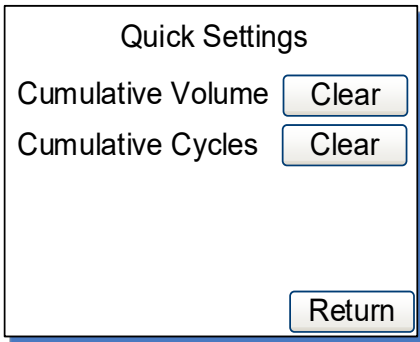 Quick Settings
Cumulative Volume Clear
Cumulative Cycles Clear
Return